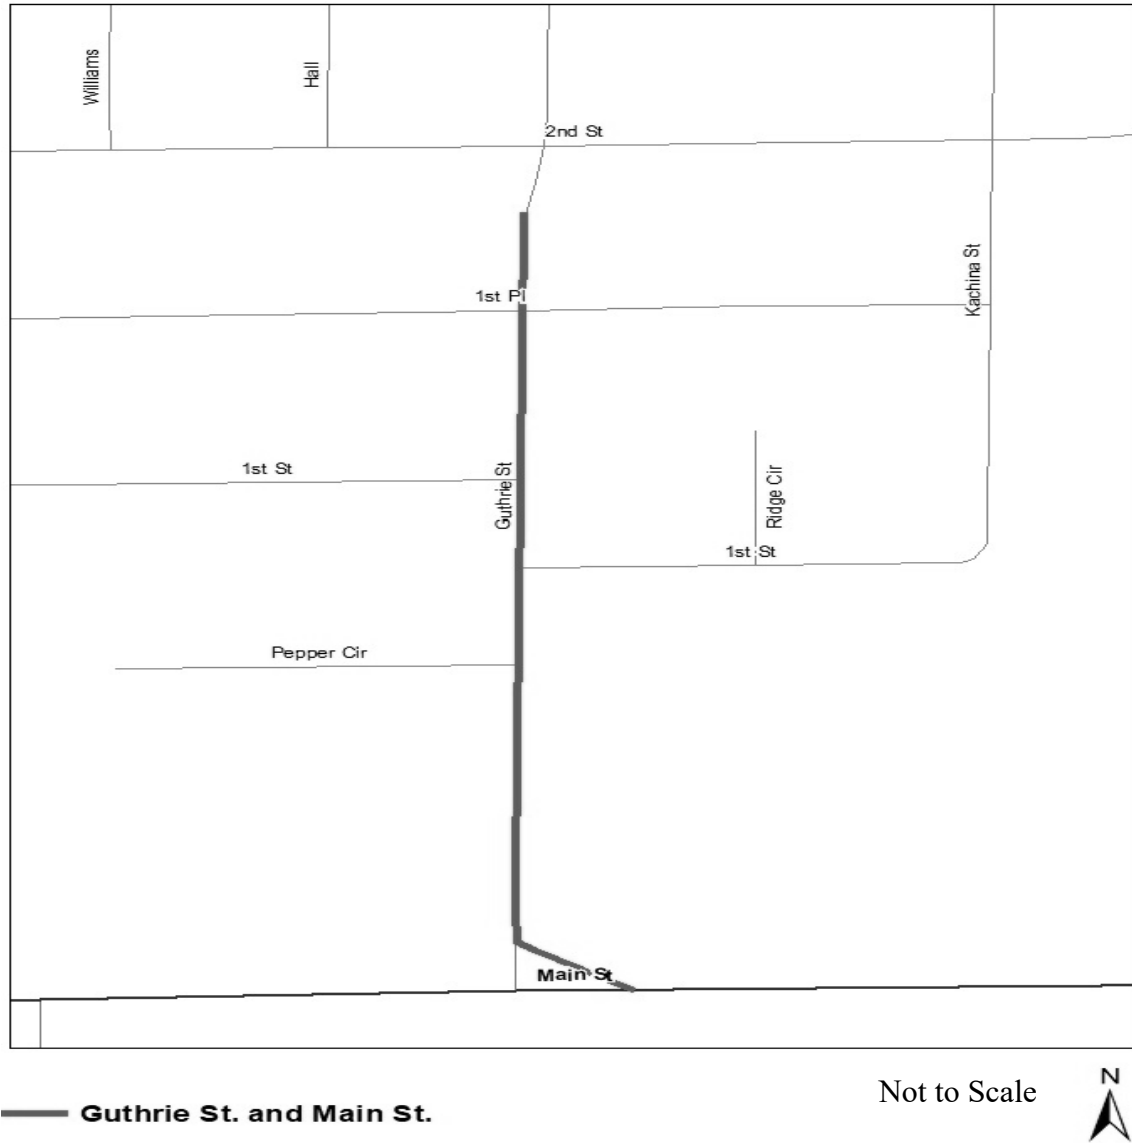 Williams
Hall
2nd St
Kachina St
1st Pl
1st St
Guthrie St
Ridge Cir
1st St
Pepper Cir
Main St
Not to Scale
N
Guthrie St. and Main St.